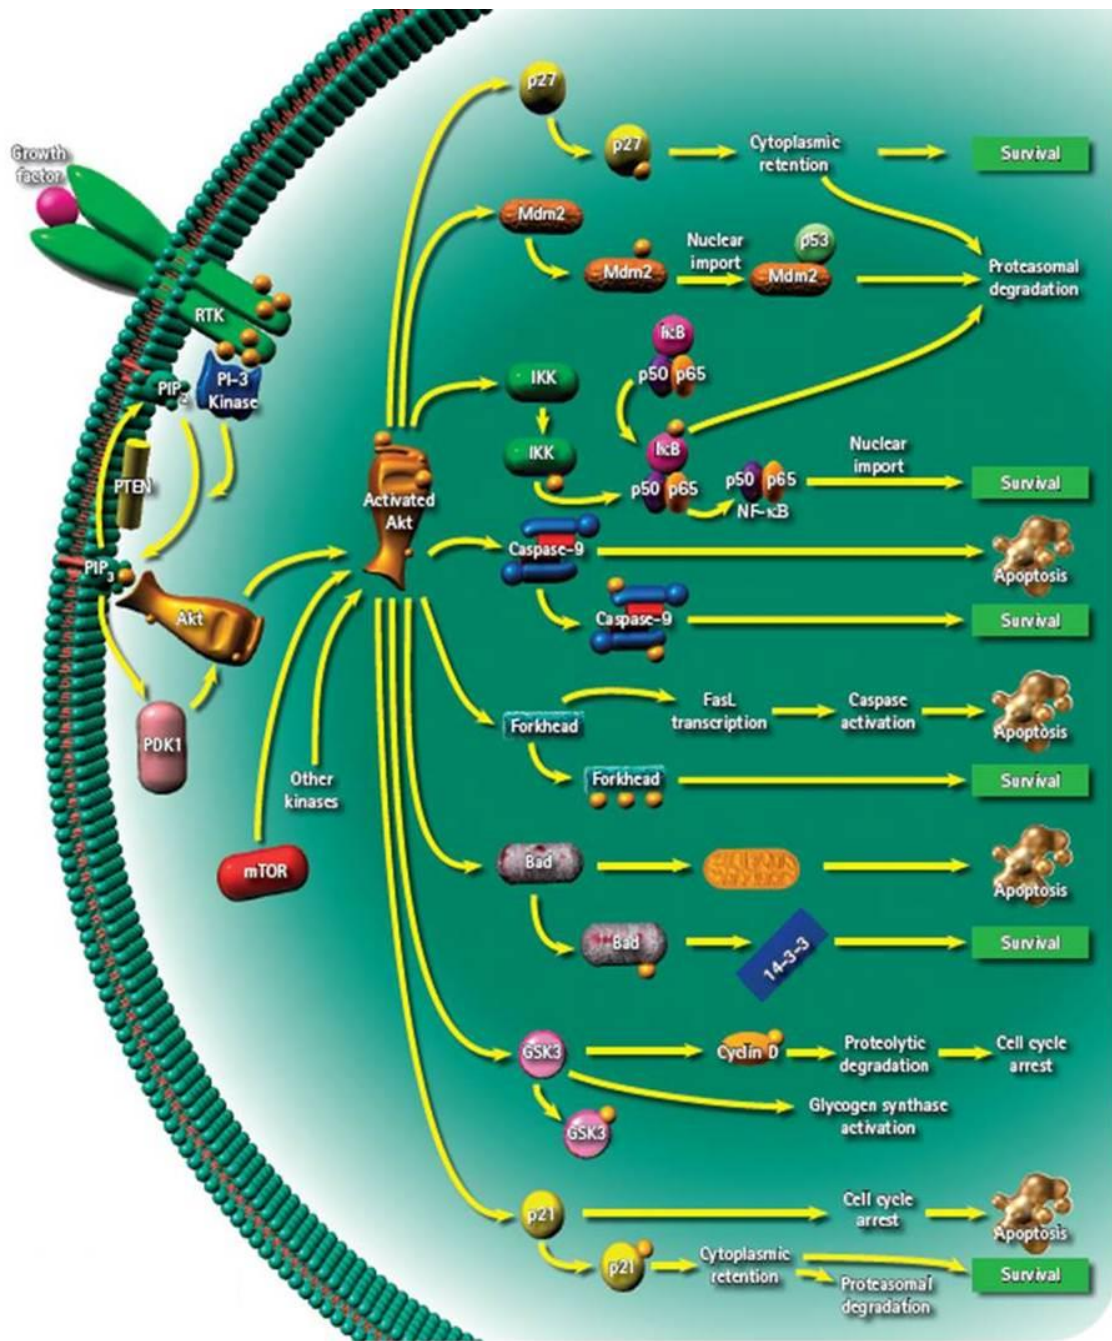 p27
p27
Cytoplasmic
retention
Survival
Growth
factor
Mdm2
Mdm2
Nuclear
import
p53
Mdm2
Proteasomal
degradation
RTK
PIP2
PI-3
Kinase
IκB
p50 p65
IKK
IKK
IκB
p50 p65
p50 p65
NF-κB
Nuclear
import
Survival
PTEN
Activated
Akt
PIP3
Akt
Caspase-9
Apoptosis
Caspase-9
Survival
PDK1
Other
kinases
mTOR
Forkhead
FasL
transcription
Caspase
activation
Apoptosis
Forkhead
Survival
Bad
Apoptosis
Bad
14-3-3
Survival
GSK3
Cyclin D
Proteolytic
degradation
Cell cycle
arrest
Glycogen synthase
activation
GSK3
p21
Cell cycle
arrest
Apoptosis
p21
Cytoplasmic
retention
Proteasomal
degradation
Survival